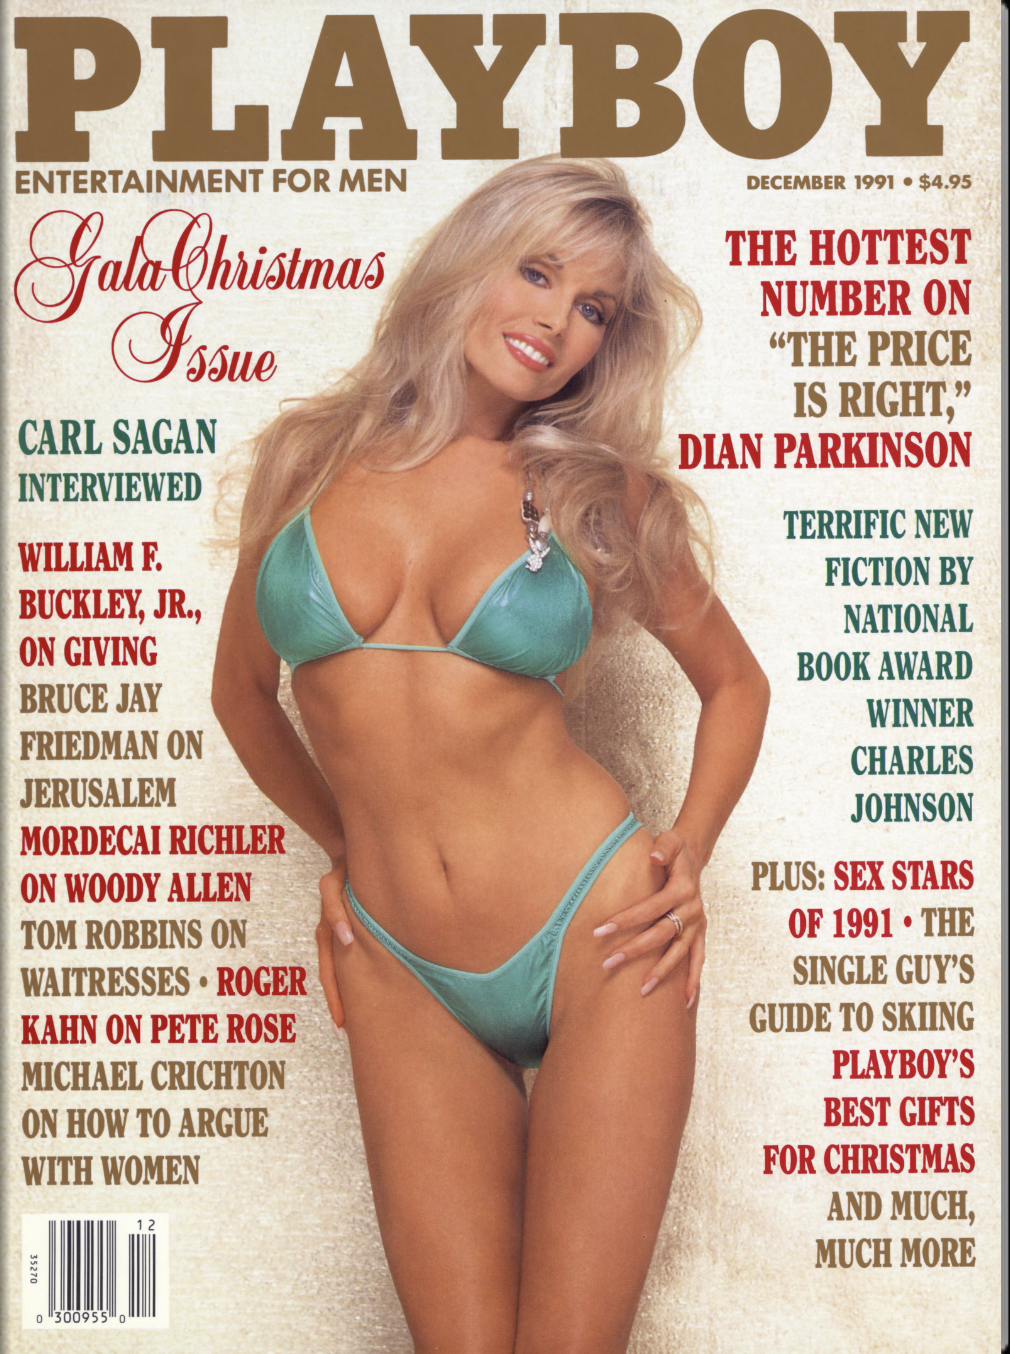 PLAYBOY
ENTERTAINMENT FOR MEN
DECEMBER 1991 • $4.95
Gala Christmas
Issue
CARL SAGAN
INTERVIEWED
WILLIAM F.
BUCKLEY, JR.,
ON GIVING
BRUCE JAY
FRIEDMAN ON
JERUSALEM
MORDECAI RICHLER
ON WOODY ALLEN
TOM ROBBINS ON
WAITRESSES • ROGER
KAHN ON PETE ROSE
MICHAEL CRICHTON
ON HOW TO ARGUE
WITH WOMEN
THE HOTTEST
NUMBER ON
“THE PRICE
IS RIGHT,”
DIAN PARKINSON
TERRIFIC NEW
FICTION BY
NATIONAL
BOOK AWARD
WINNER
CHARLES
JOHNSON
PLUS: SEX STARS
OF 1991 • THE
SINGLE GUY’S
GUIDE TO SKIING
PLAYBOY’S
BEST GIFTS
FOR CHRISTMAS
AND MUCH,
MUCH MORE
12
35270
0 300955 0